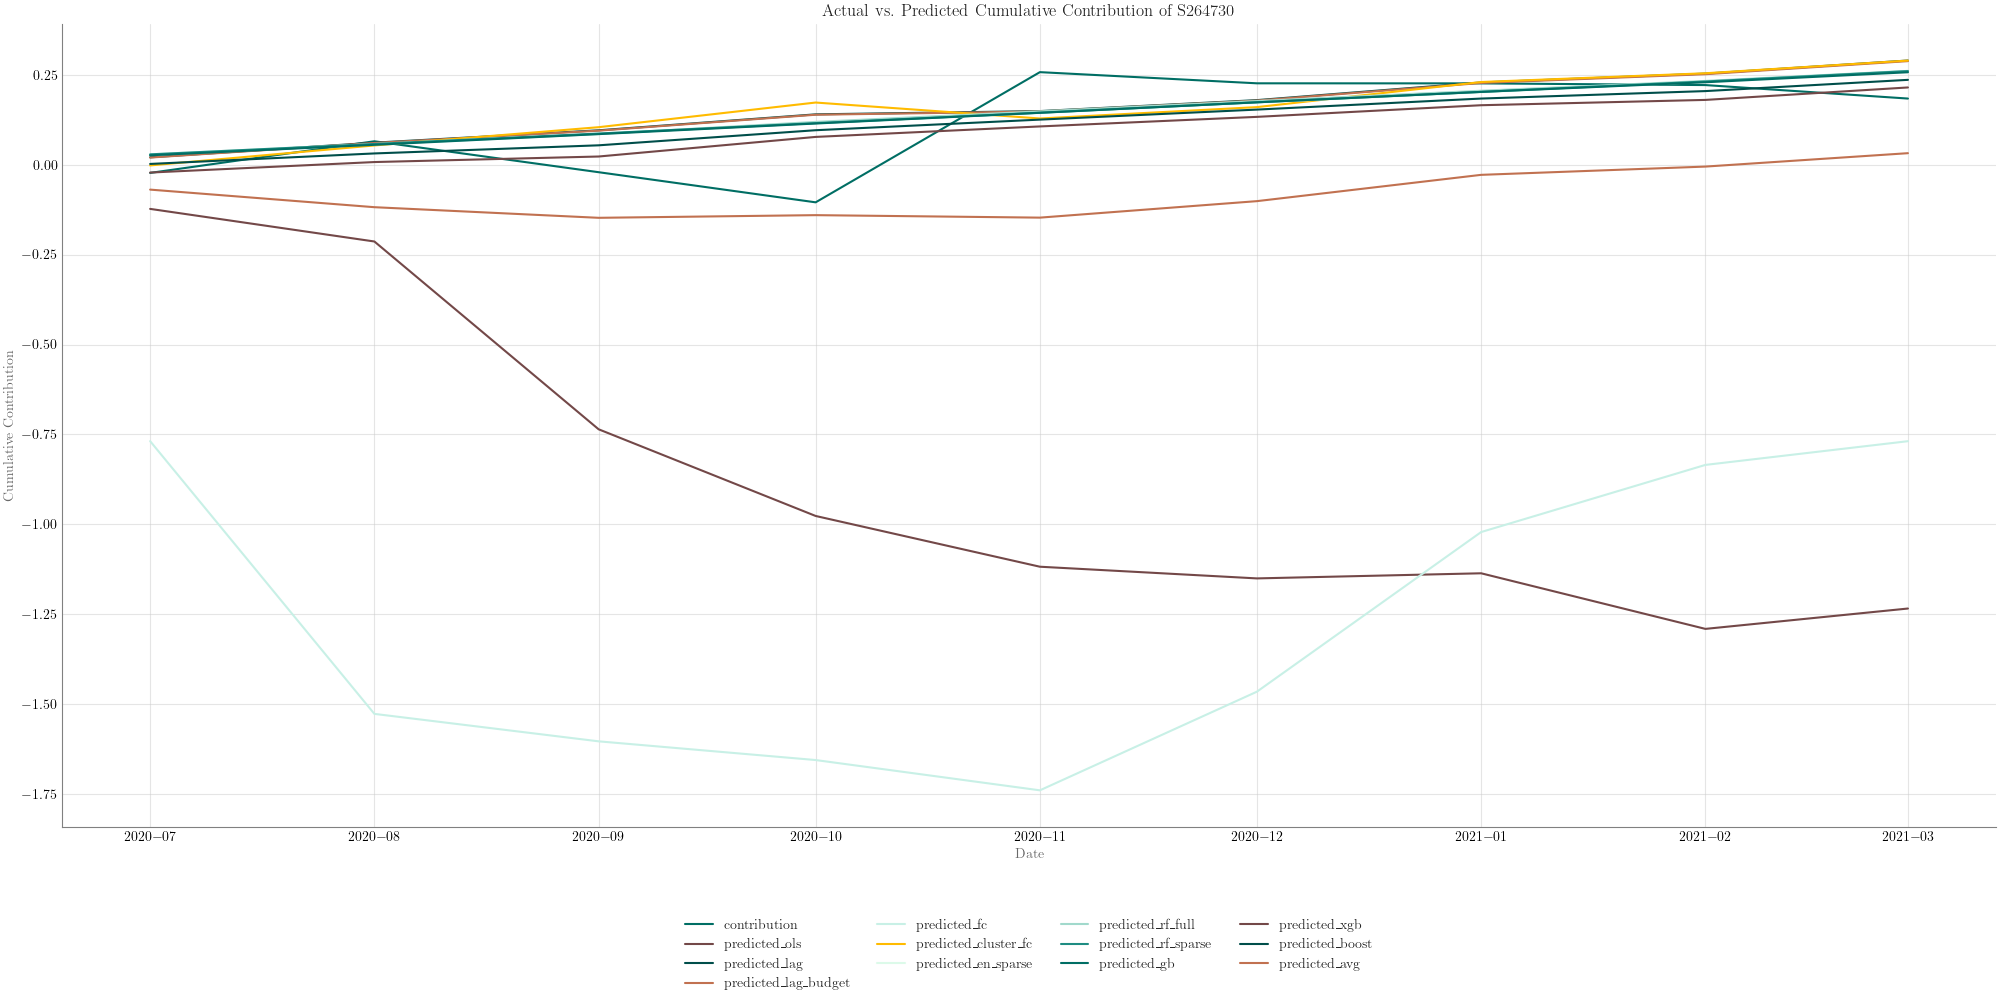 Actual vs. Predicted Cumulative Contribution of S264730
Cumulative Contribution
0.25
0.00
−0.25
−0.50
−0.75
−1.00
−1.25
−1.50
−1.75
2020−07 2020−08 2020−09 2020−10 2020−11 2020−12 2021−01 2021−02 2021−03
Date
contribution predicted_fc predicted_rf_full predicted_xgb
predicted_ols predicted_cluster_fc predicted_rf_sparse predicted_boost
predicted_lag predicted_en_sparse predicted_gb predicted_avg
predicted_lag_budget